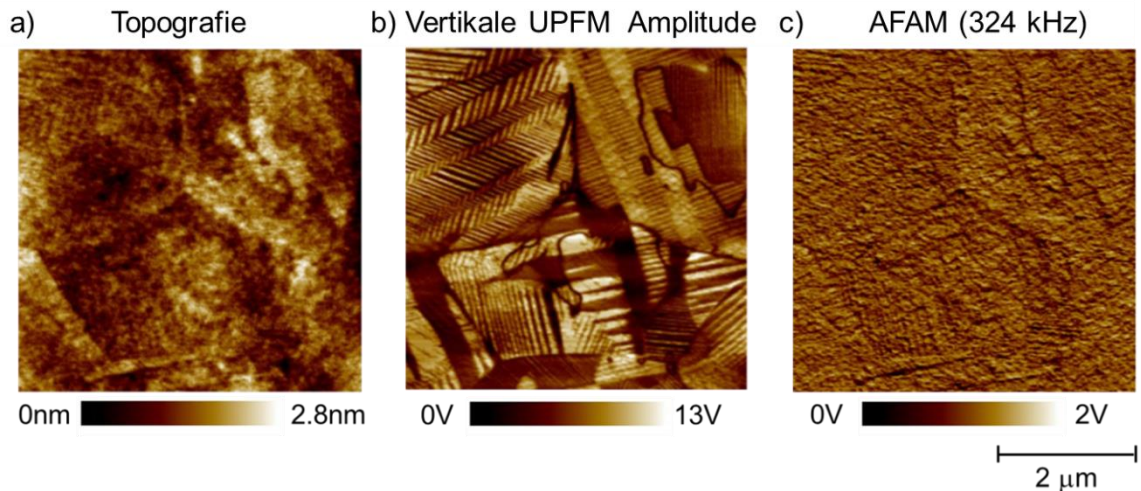 a) Topografie
b) Vertikale UPFM Amplitude
c) AFAM (324 kHz)
0nm 2.8nm
0V 13V
0V 2V
2 µm